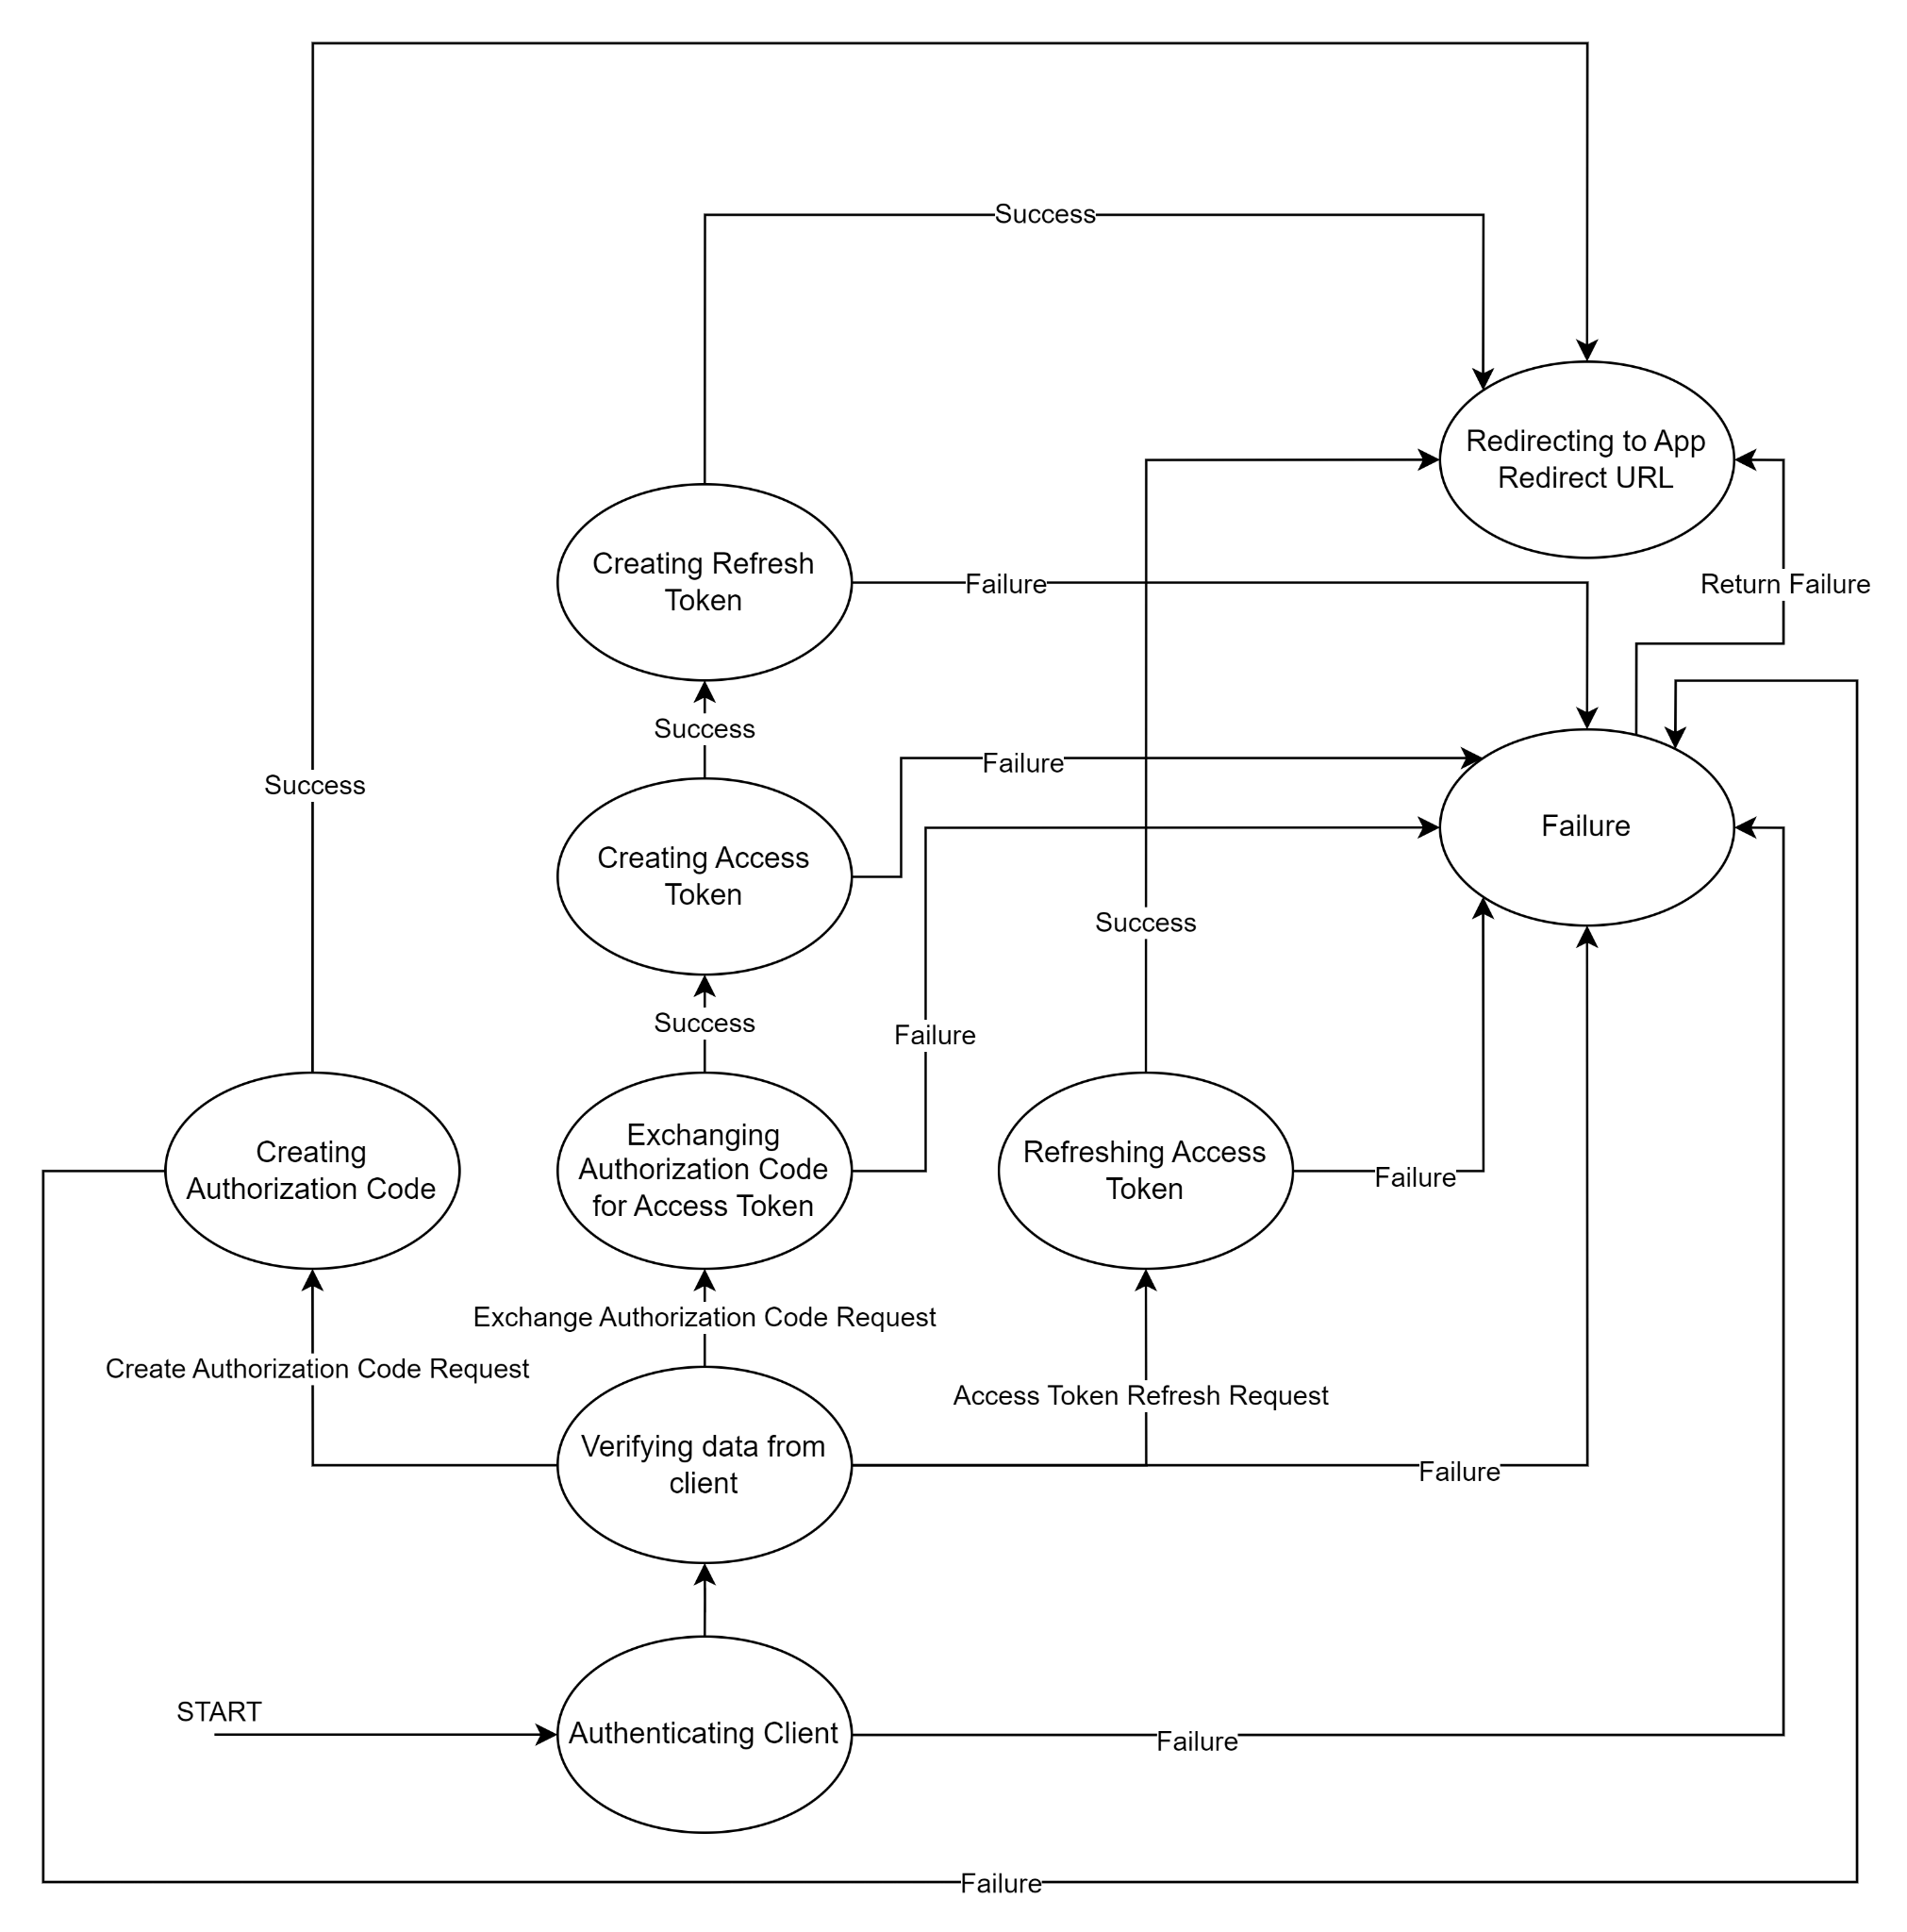 Success
Redirecting to App
Redirect URL
Creating Refresh
Token
Failure
Return Failure
Success
Failure
Success
Failure
Creating Access
Token
Success
Success
Failure
Creating
Authorization Code
Exchanging
Authorization Code
for Access Token
Refreshing Access
Token
Failure
Exchange Authorization Code Request
Create Authorization Code Request
Access Token Refresh Request
Verifying data from
client
Failure
START
Authenticating Client
Failure
Failure